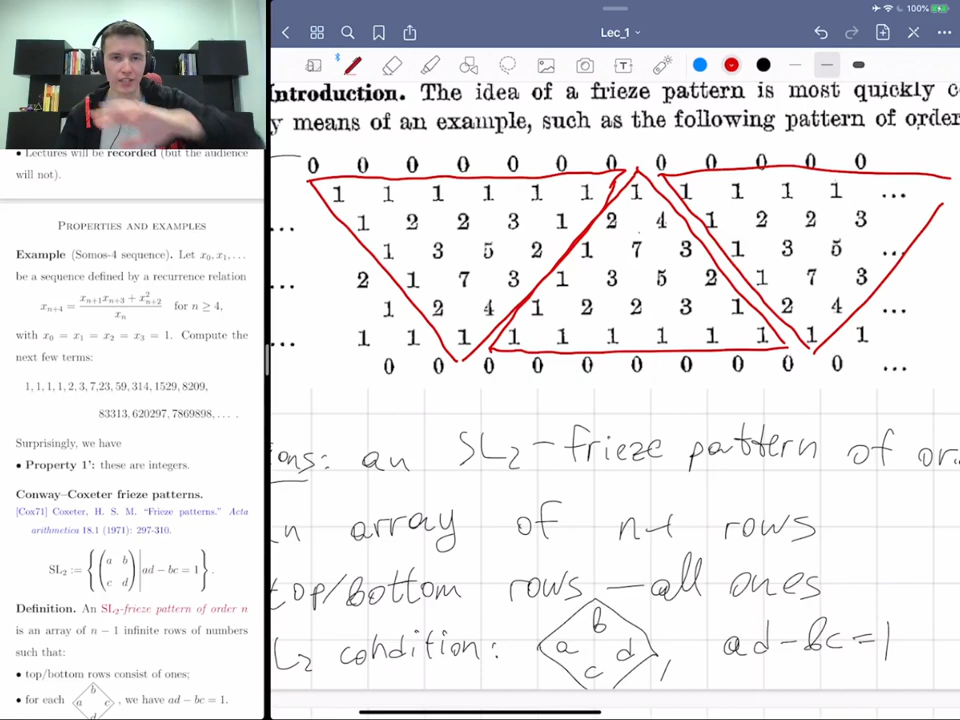 100%
Lec_1
• Lectures will be recorded (but the audience
will not).
PROPERTIES AND EXAMPLES
Example (Somos-4 sequence). Let x₀, x₁, . . .
be a sequence defined by a recurrence relation
xₙ₊₄ = (xₙ₊₁xₙ₊₃ + x²ₙ₊₂)/xₙ for n ≥ 4,
with x₀ = x₁ = x₂ = x₃ = 1. Compute the
next few terms:
1, 1, 1, 1, 2, 3, 7, 23, 59, 314, 1529, 8209,
83313, 620297, 7869898, . . . .
Surprisingly, we have
• Property 1': these are integers.
Conway–Coxeter frieze patterns.
[Cox71] Coxeter, H. S. M. “Frieze patterns.” Acta
arithmetica 18.1 (1971): 297-310.
SL₂ := { (a b c d) | ad − bc = 1 } .
Definition. An SL₂-frieze pattern of order n
is an array of n − 1 infinite rows of numbers
such that:
• top/bottom rows consist of ones;
• for each b a c d , we have ad − bc = 1.
Introduction. The idea of a frieze pattern is most quickly c
y means of an example, such as the following pattern of order
0 0 0 0 0 0 0 0 0 0 0 0
1 1 1 1 1 1 1 1 1 1 1 ...
... 1 2 2 3 1 2 4 1 2 2 3
1 3 5 2 1 7 3 1 3 5 ...
... 2 1 7 3 1 3 5 2 1 7 3
1 2 4 1 2 2 3 1 2 4 ...
... 1 1 1 1 1 1 1 1 1 1 1
0 0 0 0 0 0 0 0 0 0 ...
ons: an SL₂-frieze pattern of or
n array of n-1 rows
top/bottom rows — all ones
L₂ condition: a b c d , ad-bc=1